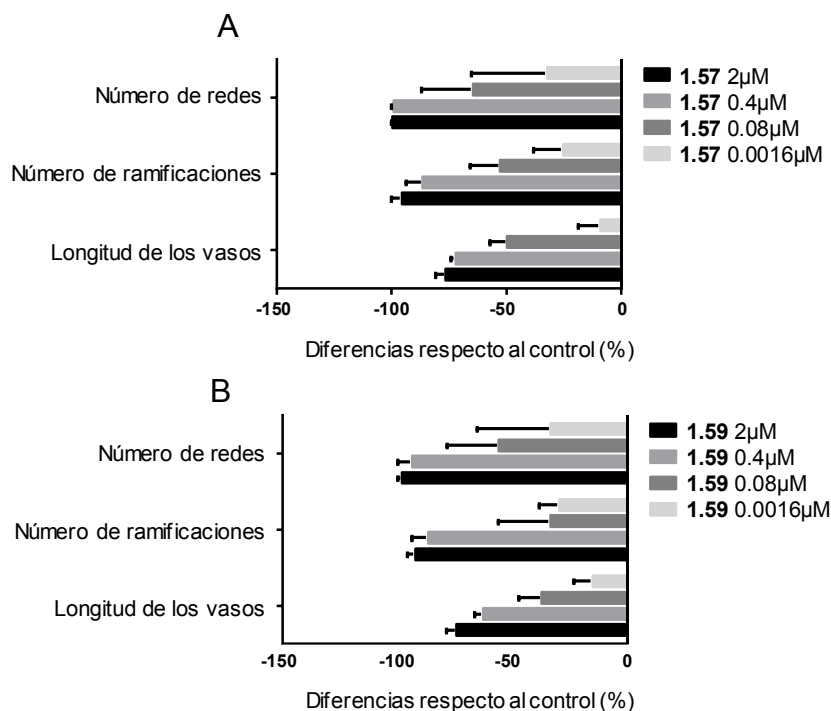 A
Número de redes
Número de ramificaciones
Longitud de los vasos
1.57 2µM
1.57 0.4µM
1.57 0.08µM
1.57 0.0016µM
-150 -100 -50 0
Diferencias respecto al control (%)
B
Número de redes
Número de ramificaciones
Longitud de los vasos
1.59 2µM
1.59 0.4µM
1.59 0.08µM
1.59 0.0016µM
-150 -100 -50 0
Diferencias respecto al control (%)